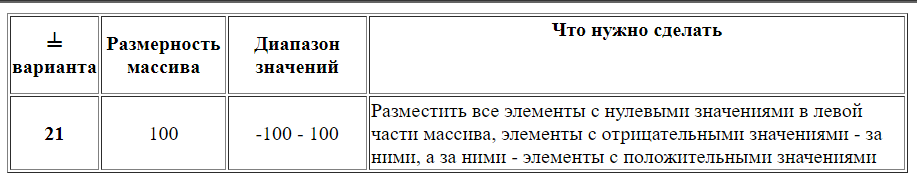 ╧
варианта
Размерность
массива
Диапазон
значений
Что нужно сделать
21
100
-100 - 100
Разместить все элементы с нулевыми значениями в левой
части массива, элементы с отрицательными значениями - за
ними, а за ними - элементы с положительными значениями